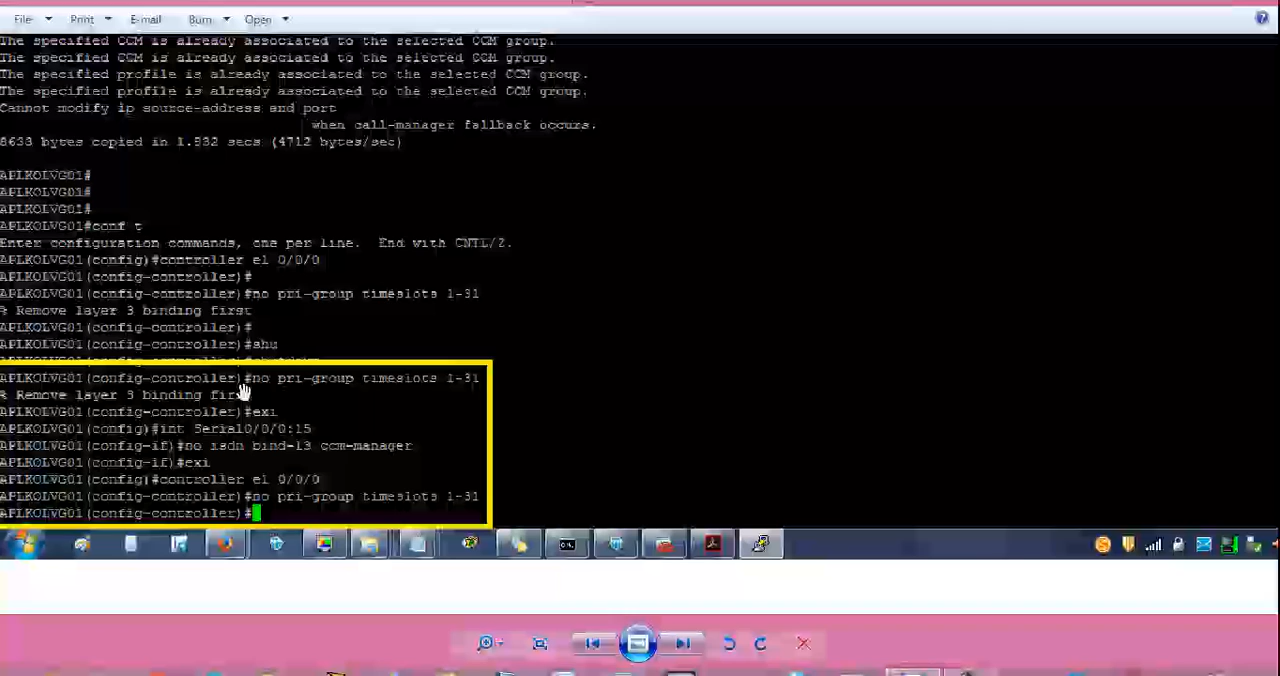 File Print E-mail Burn Open
The specified CCM is already associated to the selected CCM group.
The specified CCM is already associated to the selected CCM group.
The specified profile is already associated to the selected CCM group.
The specified profile is already associated to the selected CCM group.
Cannot modify ip source-address and port
when call-manager fallback occurs.
8633 bytes copied in 1.832 secs (4712 bytes/sec)
APLKOLVG01#
APLKOLVG01#
APLKOLVG01#
APLKOLVG01#conf t
Enter configuration commands, one per line. End with CNTL/Z.
APLKOLVG01(config)#controller e1 0/0/0
APLKOLVG01(config-controller)#
APLKOLVG01(config-controller)#no pri-group timeslots 1-31
% Remove layer 3 binding first
APLKOLVG01(config-controller)#
APLKOLVG01(config-controller)#shu
APLKOLVG01(config-controller)#no pri-group timeslots 1-31
% Remove layer 3 binding first
APLKOLVG01(config-controller)#exi
APLKOLVG01(config)#int Serial0/0/0:15
APLKOLVG01(config-if)#no isdn bind-l3 ccm-manager
APLKOLVG01(config-if)#exi
APLKOLVG01(config)#controller e1 0/0/0
APLKOLVG01(config-controller)#no pri-group timeslots 1-31
APLKOLVG01(config-controller)#